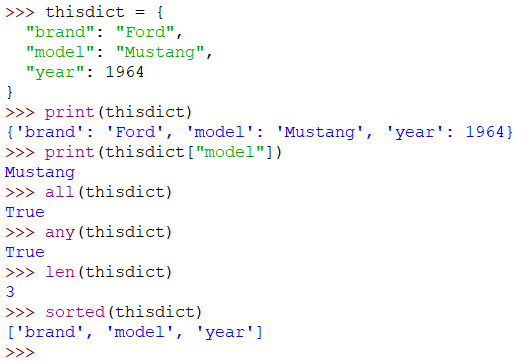 >>> thisdict = {
  "brand": "Ford",
  "model": "Mustang",
  "year": 1964
}
>>> print(thisdict)
{'brand': 'Ford', 'model': 'Mustang', 'year': 1964}
>>> print(thisdict["model"])
Mustang
>>> all(thisdict)
True
>>> any(thisdict)
True
>>> len(thisdict)
3
>>> sorted(thisdict)
['brand', 'model', 'year']
>>>